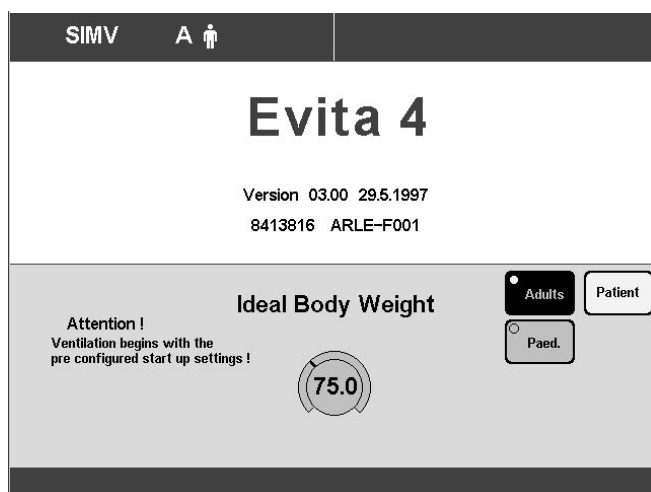 SIMV A
Evita 4
Version 03.00 29.5.1997
8413816 ARLE-F001
Ideal Body Weight
Adults
Patient
Attention !
Ventilation begins with the
pre configured start up settings !
Paed.
75.0